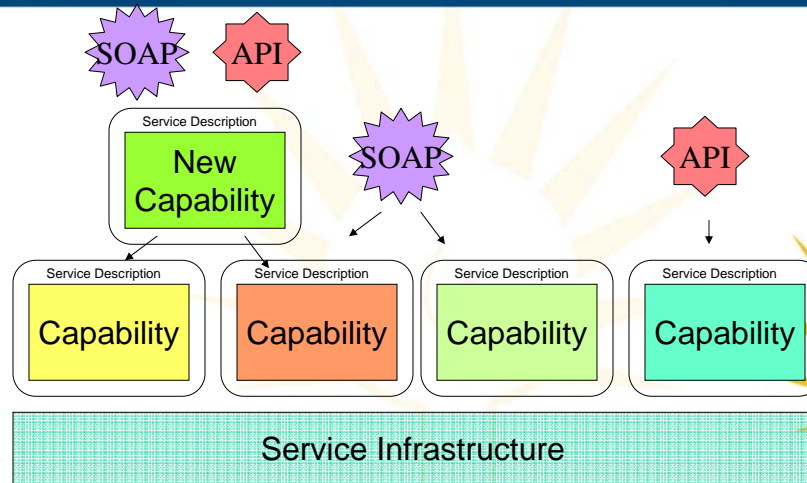 SOAP
API
Service Description
New
Capability
SOAP
API
Service Description
Capability
Service Description
Capability
Service Description
Capability
Service Description
Capability
Service Infrastructure